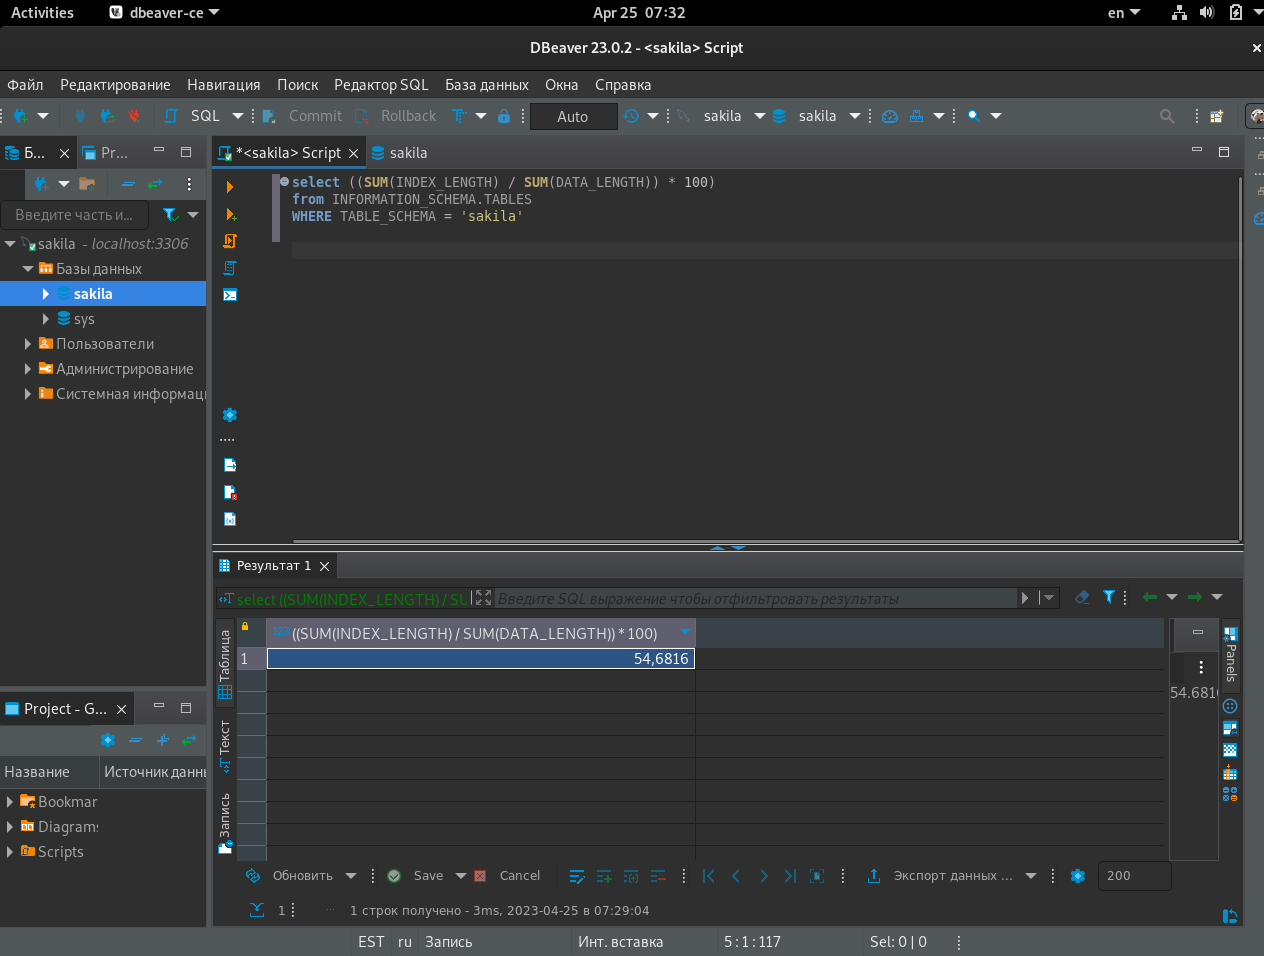 Activities dbeaver-ce Apr 25 07:32 en
DBeaver 23.0.2 - <sakila> Script
Файл Редактирование Навигация Поиск Редактор SQL База данных Окна Справка
SQL Commit Rollback Auto sakila sakila
Б... Pr...
*<sakila> Script sakila
Введите часть и...
sakila - localhost:3306
Базы данных
sakila
sys
Пользователи
Администрирование
Системная информац
select ((SUM(INDEX_LENGTH) / SUM(DATA_LENGTH)) * 100)
from INFORMATION_SCHEMA.TABLES
WHERE TABLE_SCHEMA = 'sakila'
Project - G...
Название Источник данн
Bookmar
Diagrams
Scripts
Результат 1
select ((SUM(INDEX_LENGTH) / SU Введите SQL выражение чтобы отфильтровать результаты
Таблица
Текст
Запись
123 ((SUM(INDEX_LENGTH) / SUM(DATA_LENGTH)) * 100)
1 54,6816
Panels
54.6816
Обновить Save Cancel Экспорт данных ... 200
1 1 строк получено - 3ms, 2023-04-25 в 07:29:04
EST ru Запись Инт. вставка 5 : 1 : 117 Sel: 0 | 0